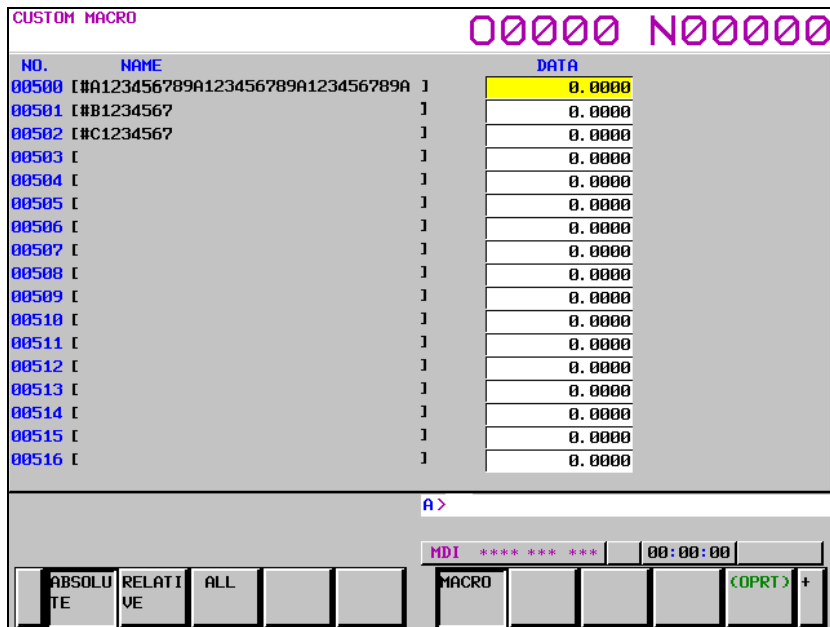 CUSTOM MACRO
O0000 N00000
NO. NAME DATA
00500 [#A123456789A123456789A123456789A ] 0.0000
00501 [#B1234567 ] 0.0000
00502 [#C1234567 ] 0.0000
00503 [ ] 0.0000
00504 [ ] 0.0000
00505 [ ] 0.0000
00506 [ ] 0.0000
00507 [ ] 0.0000
00508 [ ] 0.0000
00509 [ ] 0.0000
00510 [ ] 0.0000
00511 [ ] 0.0000
00512 [ ] 0.0000
00513 [ ] 0.0000
00514 [ ] 0.0000
00515 [ ] 0.0000
00516 [ ] 0.0000
A>
MDI **** *** *** 00:00:00
ABSOLU RELATI ALL MACRO (OPRT) +
TE VE